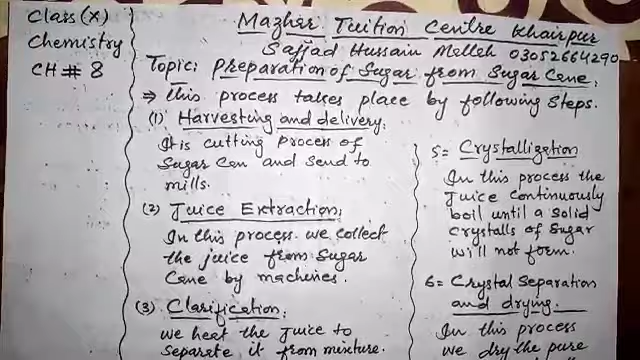 Class (X)
Chemistry
CH # 8
Mazhar Tuition Centre Khairpur
Sajjad Hussain Melleh 03052664290
Topic: Preparation of Sugar from Sugar Cane:
⇒ This process takes place by following steps.
(1) Harvesting and delivery:
It is cutting process of
Sugar Can and send to
mills.
(2) Juice Extraction:
In this process we collect
the juice from Sugar
Cane by machines.
(3) Clarification:
we heat the Juice to
separate it from mixture.
5= Crystallization
In this process the
Juice continuously
boil until a solid
crystals of Sugar
will not form.
6= Crystal Separation
and drying.
In this process
we dry the pure